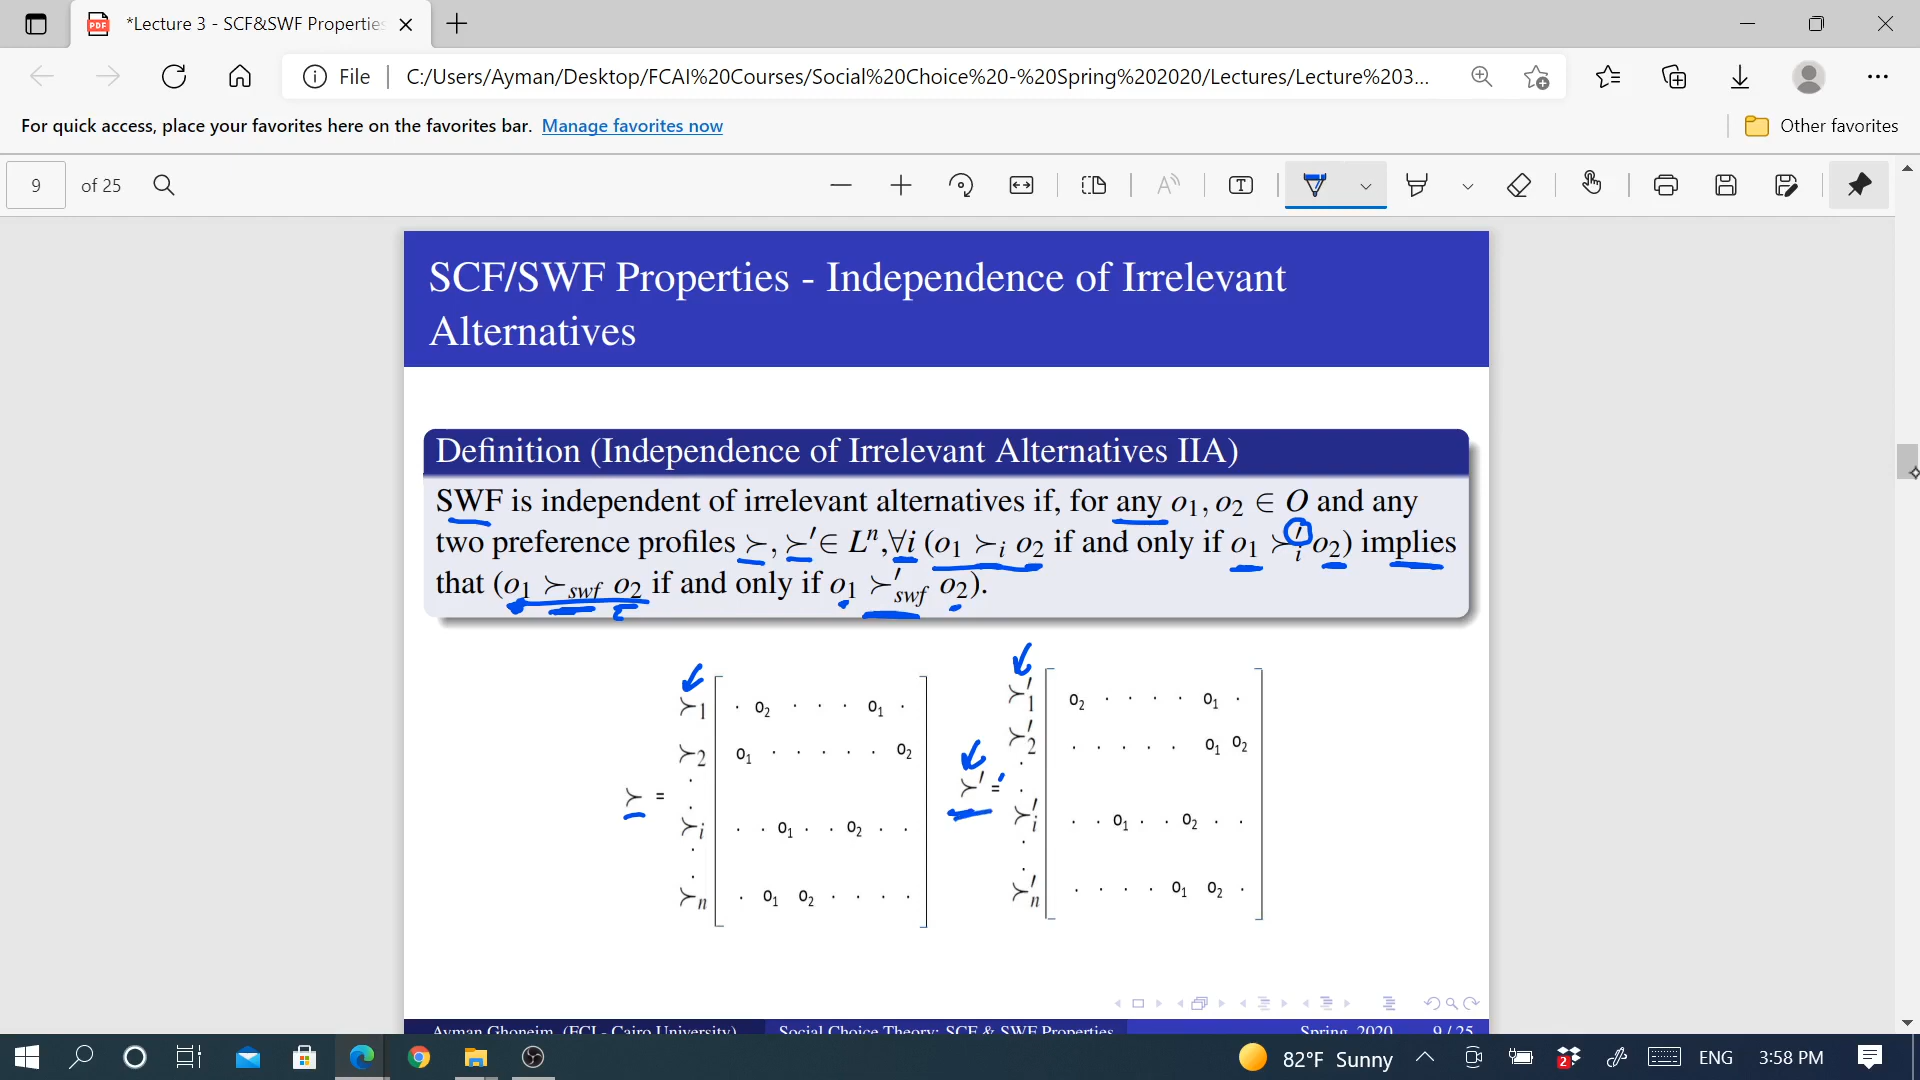 *Lecture 3 - SCF&SWF Properties
File C:/Users/Ayman/Desktop/FCAI%20Courses/Social%20Choice%20-%20Spring%202020/Lectures/Lecture%203...
For quick access, place your favorites here on the favorites bar. Manage favorites now
Other favorites
9 of 25
SCF/SWF Properties - Independence of Irrelevant
Alternatives
Definition (Independence of Irrelevant Alternatives IIA)
SWF is independent of irrelevant alternatives if, for any o₁, o₂ ∈ O and any
two preference profiles ≻, ≻′∈ Lⁿ,∀i (o₁ ≻ᵢ o₂ if and only if o₁ ≻′ᵢ o₂) implies
that (o₁ ≻swf o₂ if and only if o₁ ≻′swf o₂).
≻₁ · o₂ · · · o₁ ·
≻₂ o₁ · · · · · o₂
≻ =
≻ᵢ · · o₁ · · o₂ · ·
≻ₙ · o₁ o₂ · · · ·
≻′₁ o₂ · · · · o₁ ·
≻′₂ · · · · · o₁ o₂
≻′ =
≻′ᵢ · · o₁ · · o₂ · ·
≻′ₙ · · · · o₁ o₂ ·
Ayman Ghoneim (FCI - Cairo University) Social Choice Theory: SCF & SWF Properties Spring, 2020 9 / 25
82°F Sunny 2 ENG 3:58 PM